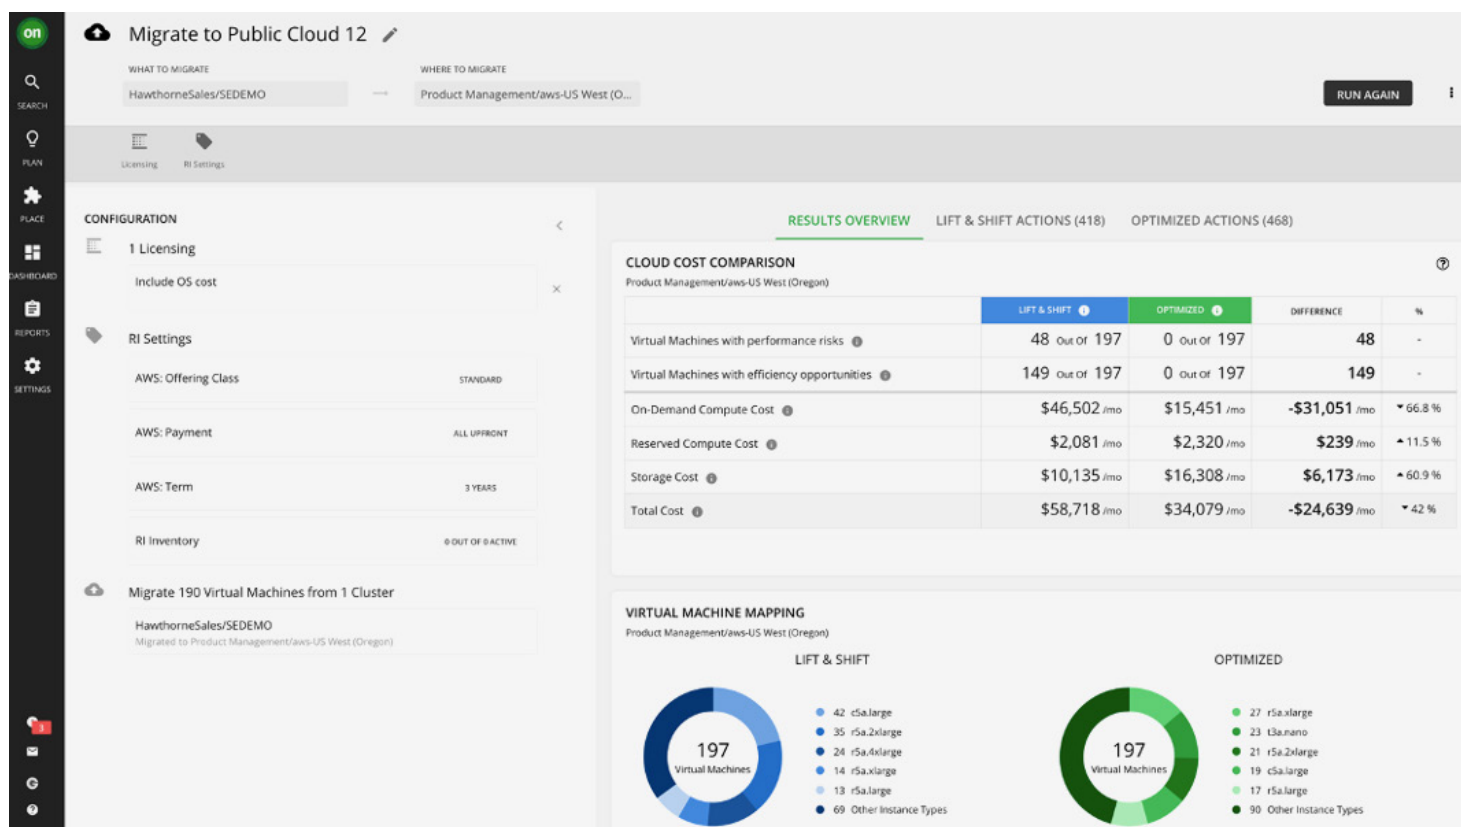 on
Migrate to Public Cloud 12
WHAT TO MIGRATE
WHERE TO MIGRATE
HawthorneSales/SEDEMO
Product Management/aws-US West (O...
RUN AGAIN
SEARCH
PLAN
PLACE
DASHBOARD
REPORTS
SETTINGS
3
Licensing
RI Settings
CONFIGURATION
1 Licensing
Include OS cost
RI Settings
AWS: Offering Class STANDARD
AWS: Payment ALL UPFRONT
AWS: Term 3 YEARS
RI Inventory 0 OUT OF 0 ACTIVE
Migrate 190 Virtual Machines from 1 Cluster
HawthorneSales/SEDEMO
Migrated to Product Management/aws-US West (Oregon)
RESULTS OVERVIEW LIFT & SHIFT ACTIONS (418) OPTIMIZED ACTIONS (468)
CLOUD COST COMPARISON
Product Management/aws-US West (Oregon)
LIFT & SHIFT OPTIMIZED DIFFERENCE %
Virtual Machines with performance risks 48 Out Of 197 0 Out Of 197 48 -
Virtual Machines with efficiency opportunities 149 Out Of 197 0 Out Of 197 149 -
On-Demand Compute Cost $46,502 /mo $15,451 /mo -$31,051 /mo 66.8 %
Reserved Compute Cost $2,081 /mo $2,320 /mo $239 /mo 11.5 %
Storage Cost $10,135 /mo $16,308 /mo $6,173 /mo 60.9 %
Total Cost $58,718 /mo $34,079 /mo -$24,639 /mo 42 %
VIRTUAL MACHINE MAPPING
Product Management/aws-US West (Oregon)
LIFT & SHIFT
197
Virtual Machines
42 c5a.large
35 r5a.2xlarge
24 r5a.4xlarge
14 r5a.xlarge
13 r5a.large
69 Other Instance Types
OPTIMIZED
197
Virtual Machines
27 r5a.xlarge
23 t3a.nano
21 r5a.2xlarge
19 c5a.large
17 r5a.large
90 Other Instance Types